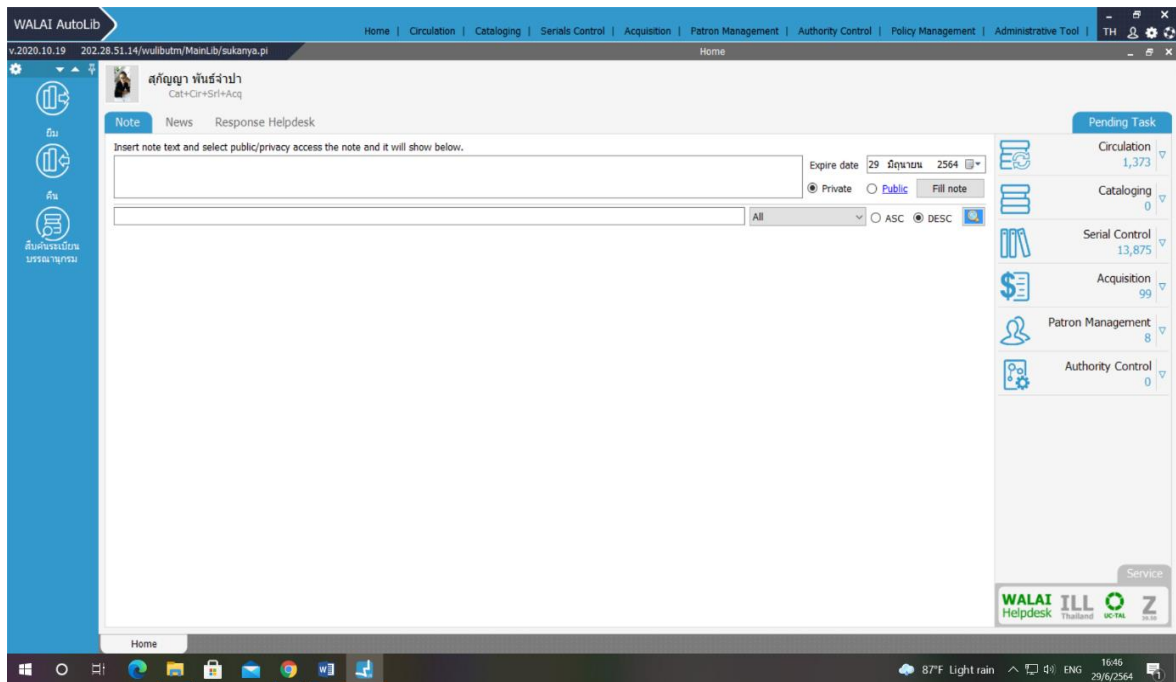 WALAI AutoLib
Home | Circulation | Cataloging | Serials Control | Acquisition | Patron Management | Authority Control | Policy Management | Administrative Tool | TH
v.2020.10.19 202.28.51.14/wulibutm/MainLib/sukanya.pi Home
สุกัญญา พันธ์จำปา
Cat+Cir+Srl+Acq
ยืม
คืน
สืบค้นระเบียน
บรรณานุกรม
Note News Response Helpdesk
Insert note text and select public/privacy access the note and it will show below.
Expire date 29 มิถุนายน 2564
Private Public Fill note
All ASC DESC
Pending Task
Circulation
1,373
Cataloging
0
Serial Control
13,875
Acquisition
99
Patron Management
8
Authority Control
0
Service
WALAI
Helpdesk
ILL
Thailand
UC-TAL
Z
39.50
Home
87°F Light rain ENG 16:46
29/6/2564